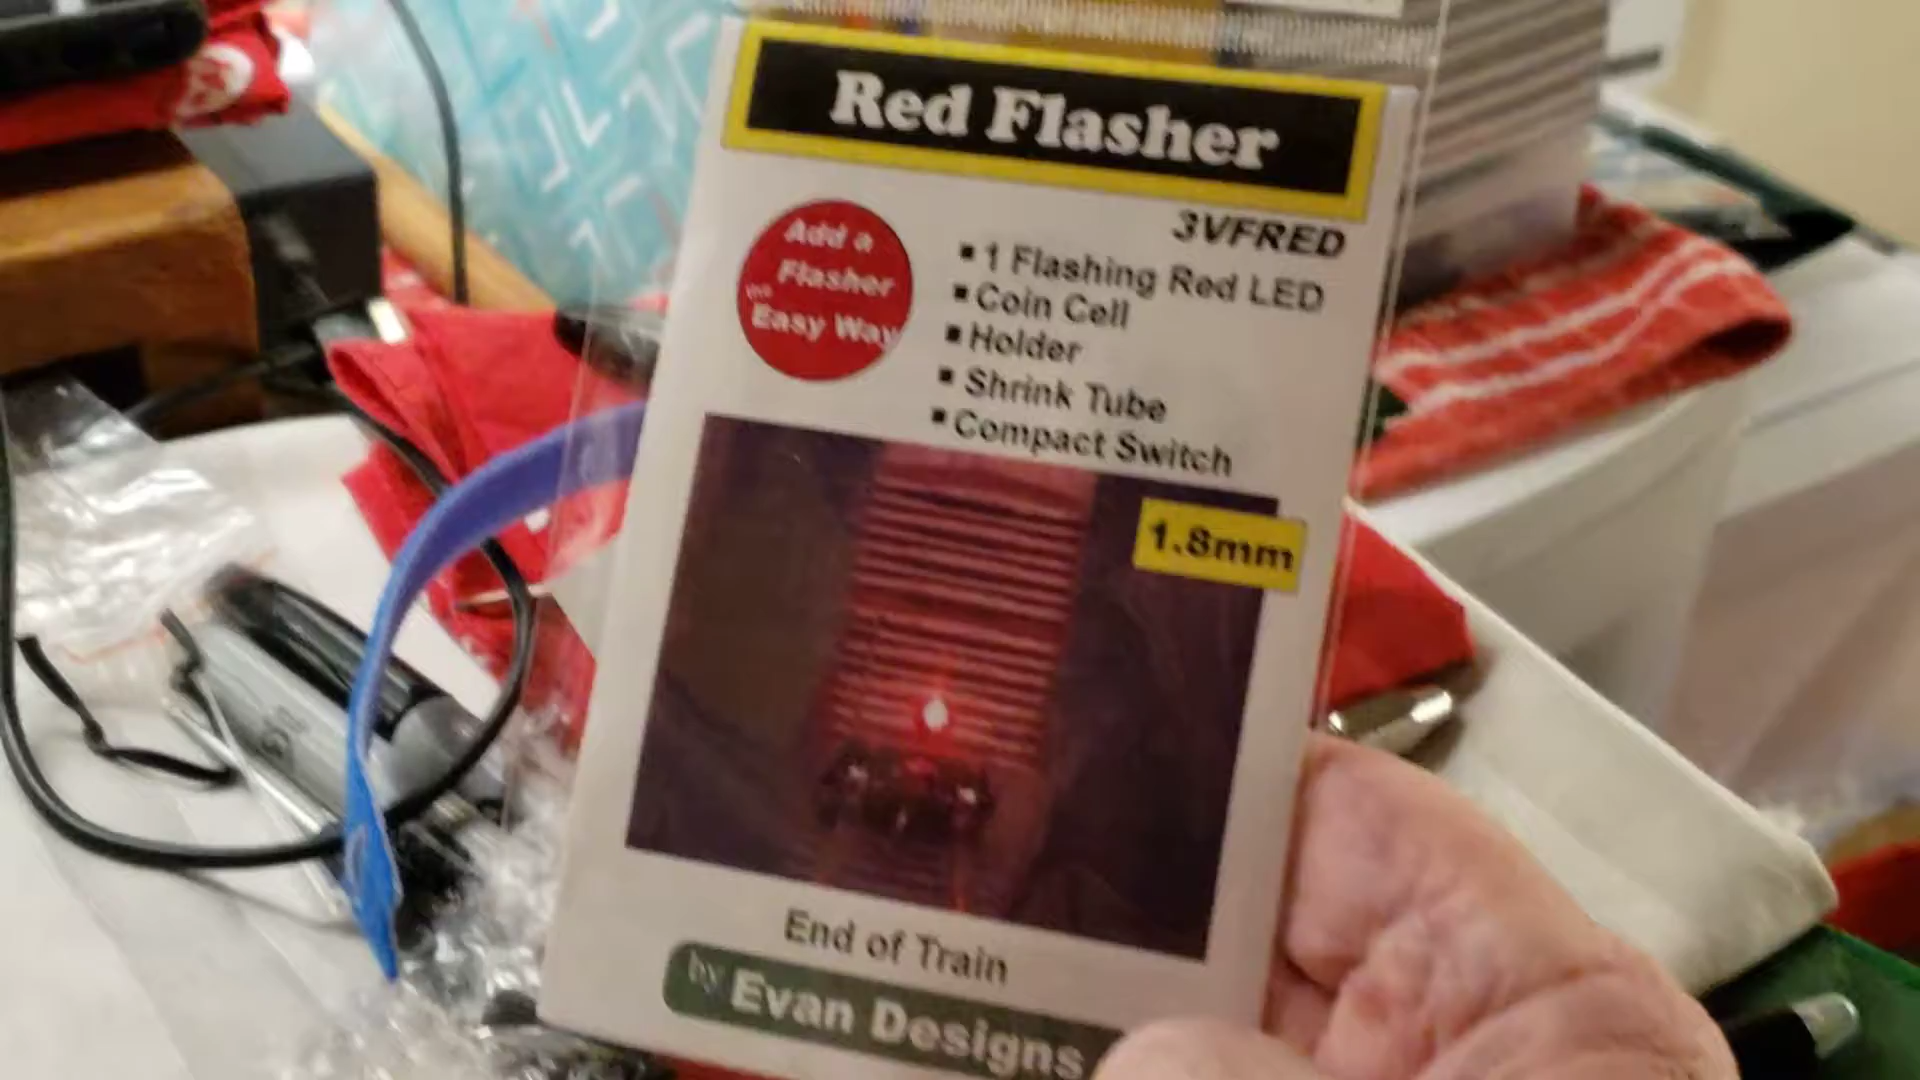 Red Flasher
3VFRED
Add a
Flasher
the
Easy Way
▪ 1 Flashing Red LED
▪ Coin Cell
▪ Holder
▪ Shrink Tube
▪ Compact Switch
1.8mm
End of Train
by Evan Designs